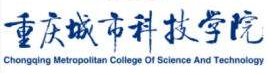 重庆城市科技学院
Chongqing Metropolitan College Of Science And Technology